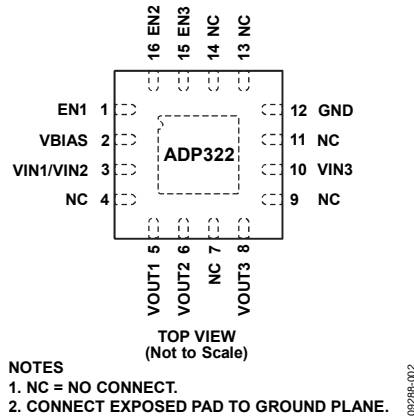 16 EN2
15 EN3
14 NC
13 NC
EN1 1
VBIAS 2
VIN1/VIN2 3
NC 4
ADP322
12 GND
11 NC
10 VIN3
9 NC
VOUT1 5
VOUT2 6
NC 7
VOUT3 8
TOP VIEW
(Not to Scale)
NOTES
1. NC = NO CONNECT.
2. CONNECT EXPOSED PAD TO GROUND PLANE.
09288-002